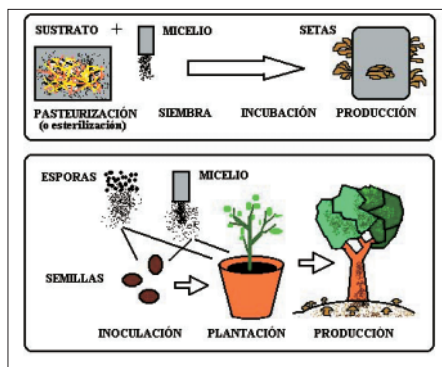 SUSTRATO + MICELIO SETAS
PASTEURIZACIÓN SIEMBRA INCUBACIÓN PRODUCCIÓN
(o esterilización)
ESPORAS MICELIO
SEMILLAS
INOCULACIÓN PLANTACIÓN PRODUCCIÓN